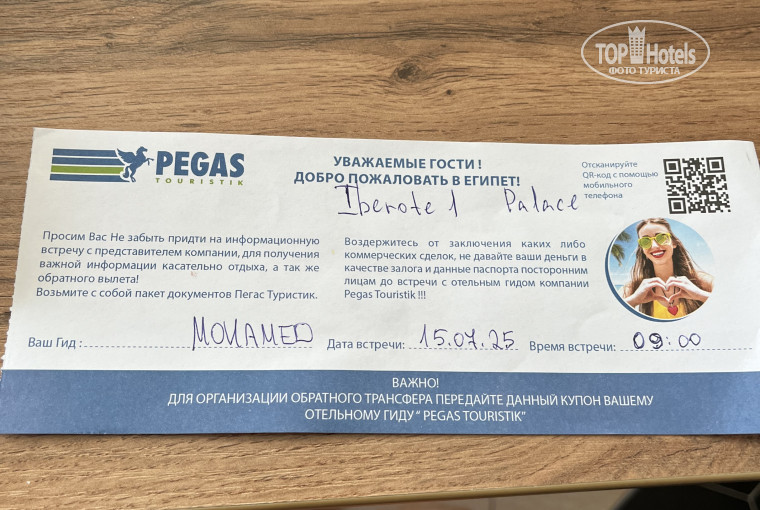 TOP Hotels
ФОТО ТУРИСТА
PEGAS
TOURISTIK
УВАЖАЕМЫЕ ГОСТИ !
ДОБРО ПОЖАЛОВАТЬ В ЕГИПЕТ!
Iberotel Palace
Отсканируйте
QR-код с помощью
мобильного
телефона
Просим Вас Не забыть придти на информационную
встречу с представителем компании, для получения
важной информации касательно отдыха, а так же
обратного вылета!
Возьмите с собой пакет документов Пегас Туристик.
Воздержитесь от заключения каких либо
коммерческих сделок, не давайте ваши деньги в
качестве залога и данные паспорта посторонним
лицам до встречи с отельным гидом компании
Pegas Touristik !!!
Ваш Гид : MOHAMED Дата встречи: 15.07.25 Время встречи: 09:00
ВАЖНО!
ДЛЯ ОРГАНИЗАЦИИ ОБРАТНОГО ТРАНСФЕРА ПЕРЕДАЙТЕ ДАННЫЙ КУПОН ВАШЕМУ
ОТЕЛЬНОМУ ГИДУ “ PEGAS TOURISTIK”